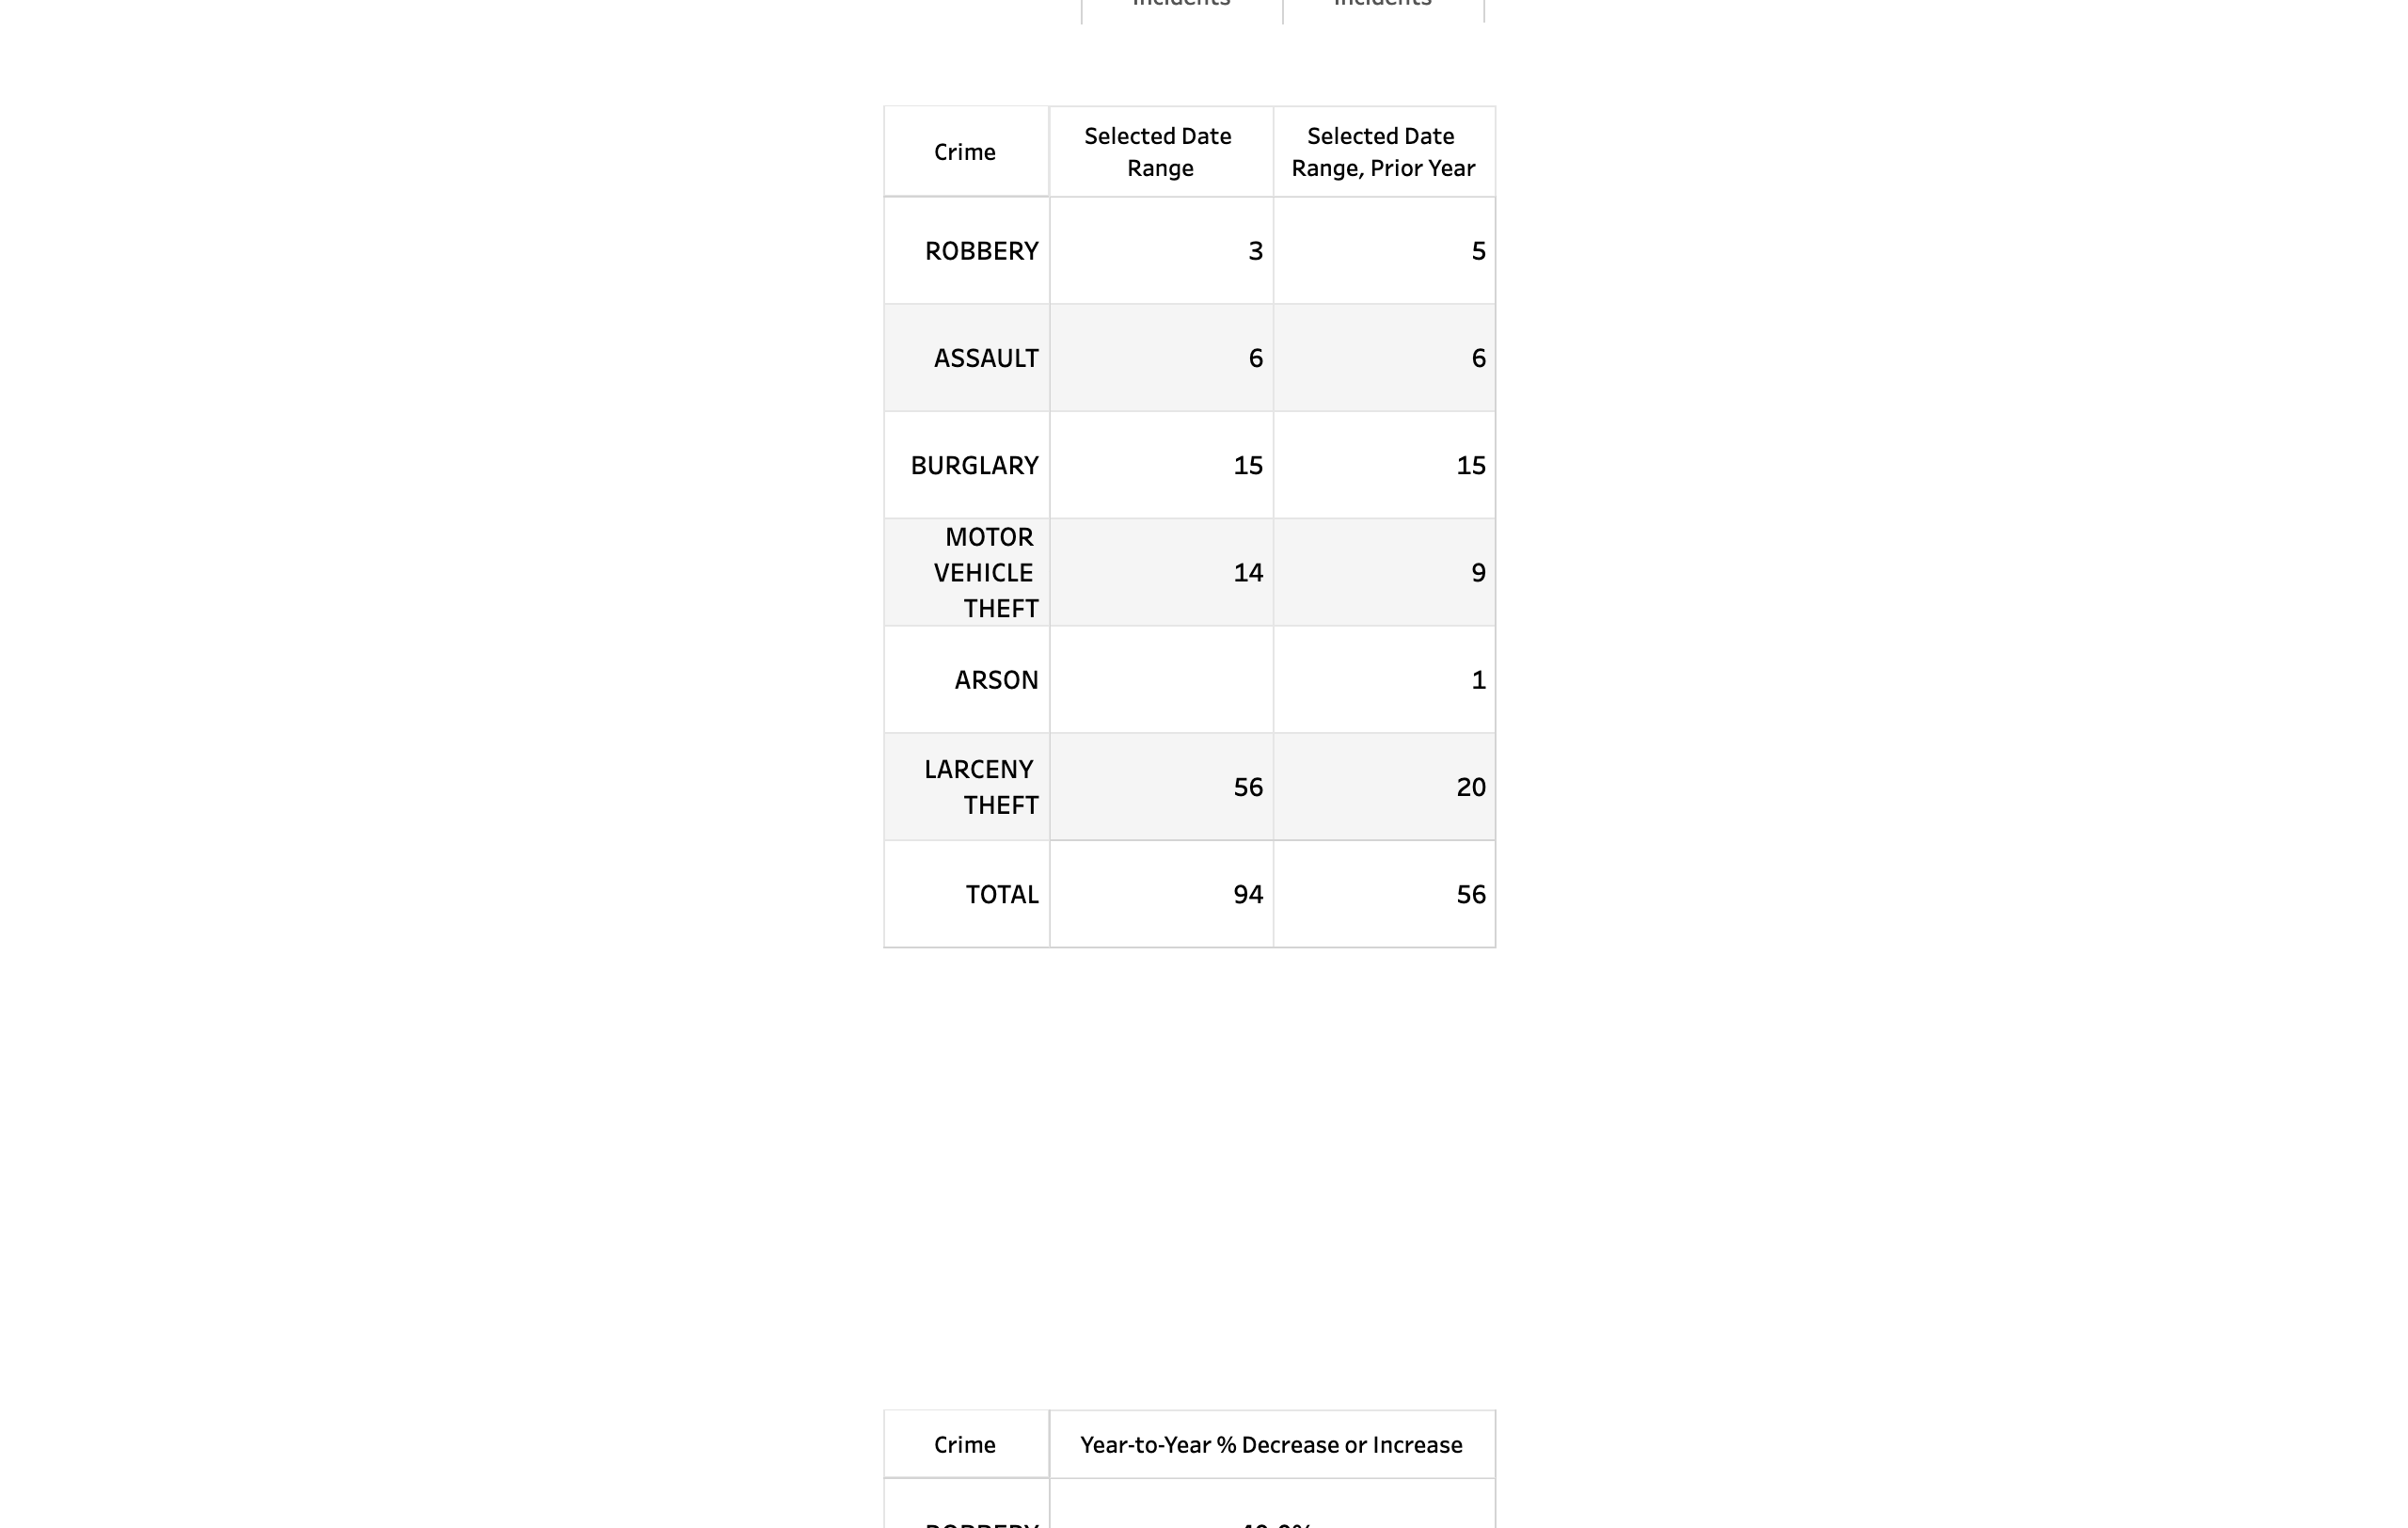 Incidents Incidents
Crime
Selected Date
Range
Selected Date
Range, Prior Year
ROBBERY 3 5
ASSAULT 6 6
BURGLARY 15 15
MOTOR
VEHICLE 14 9
THEFT
ARSON 1
LARCENY
THEFT
56 20
TOTAL 94 56
Crime Year-to-Year % Decrease or Increase
ROBBERY